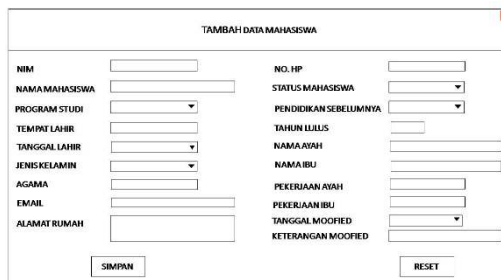 TAMBAH DATA MAHASISWA
NIM
NAMA MAHASISWA
PROGRAM STUDI
TEMPAT LAHIR
TANGGAL LAHIR
JENIS KELAMIN
AGAMA
EMAIL
ALAMAT RUMAH
NO. HP
STATUS MAHASISWA
PENDIDIKAN SEBELUMNYA
TAHUN LULUS
NAMA AYAH
NAMA IBU
PEKERJAAN AYAH
PEKERJAAN IBU
TANGGAL MOOFIED
KETERANGAN MOOFIED
SIMPAN
RESET